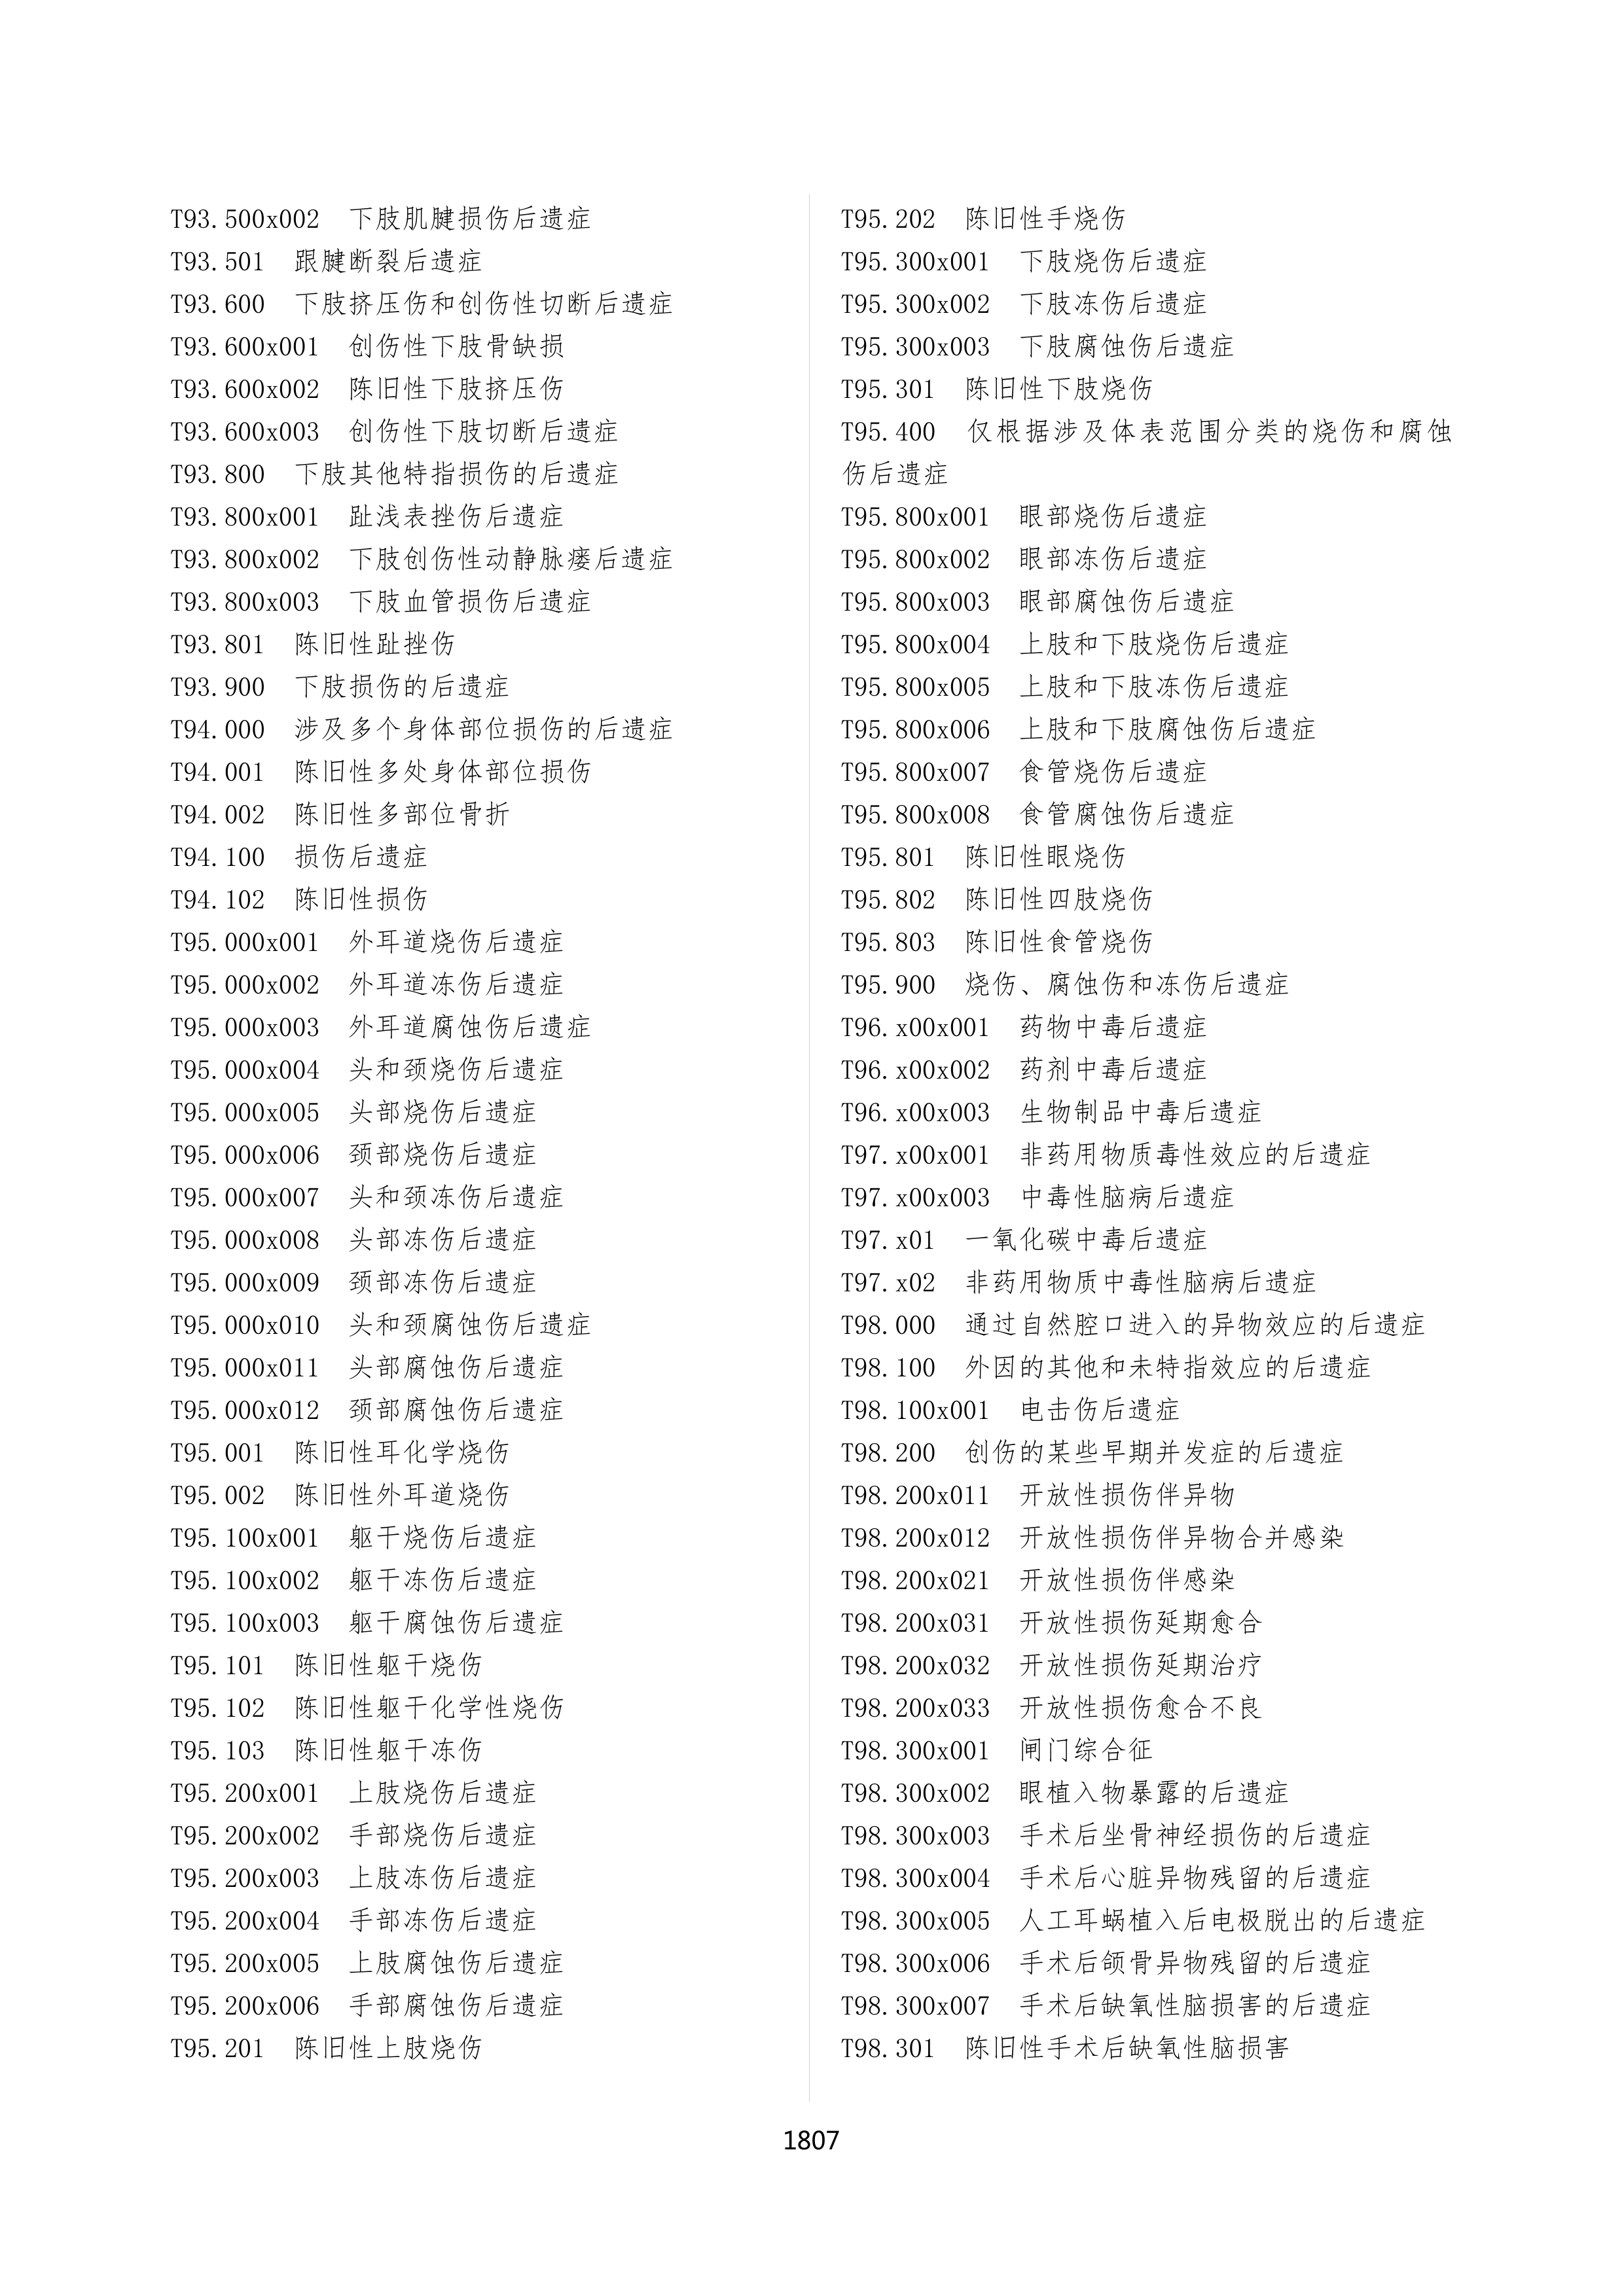 T93.500x002 下肢肌腱损伤后遗症
T93.501 跟腱断裂后遗症
T93.600 下肢挤压伤和创伤性切断后遗症
T93.600x001 创伤性下肢骨缺损
T93.600x002 陈旧性下肢挤压伤
T93.600x003 创伤性下肢切断后遗症
T93.800 下肢其他特指损伤的后遗症
T93.800x001 趾浅表挫伤后遗症
T93.800x002 下肢创伤性动静脉瘘后遗症
T93.800x003 下肢血管损伤后遗症
T93.801 陈旧性趾挫伤
T93.900 下肢损伤的后遗症
T94.000 涉及多个身体部位损伤的后遗症
T94.001 陈旧性多处身体部位损伤
T94.002 陈旧性多部位骨折
T94.100 损伤后遗症
T94.102 陈旧性损伤
T95.000x001 外耳道烧伤后遗症
T95.000x002 外耳道冻伤后遗症
T95.000x003 外耳道腐蚀伤后遗症
T95.000x004 头和颈烧伤后遗症
T95.000x005 头部烧伤后遗症
T95.000x006 颈部烧伤后遗症
T95.000x007 头和颈冻伤后遗症
T95.000x008 头部冻伤后遗症
T95.000x009 颈部冻伤后遗症
T95.000x010 头和颈腐蚀伤后遗症
T95.000x011 头部腐蚀伤后遗症
T95.000x012 颈部腐蚀伤后遗症
T95.001 陈旧性耳化学烧伤
T95.002 陈旧性外耳道烧伤
T95.100x001 躯干烧伤后遗症
T95.100x002 躯干冻伤后遗症
T95.100x003 躯干腐蚀伤后遗症
T95.101 陈旧性躯干烧伤
T95.102 陈旧性躯干化学性烧伤
T95.103 陈旧性躯干冻伤
T95.200x001 上肢烧伤后遗症
T95.200x002 手部烧伤后遗症
T95.200x003 上肢冻伤后遗症
T95.200x004 手部冻伤后遗症
T95.200x005 上肢腐蚀伤后遗症
T95.200x006 手部腐蚀伤后遗症
T95.201 陈旧性上肢烧伤
T95.202 陈旧性手烧伤
T95.300x001 下肢烧伤后遗症
T95.300x002 下肢冻伤后遗症
T95.300x003 下肢腐蚀伤后遗症
T95.301 陈旧性下肢烧伤
T95.400 仅根据涉及体表范围分类的烧伤和腐蚀
伤后遗症
T95.800x001 眼部烧伤后遗症
T95.800x002 眼部冻伤后遗症
T95.800x003 眼部腐蚀伤后遗症
T95.800x004 上肢和下肢烧伤后遗症
T95.800x005 上肢和下肢冻伤后遗症
T95.800x006 上肢和下肢腐蚀伤后遗症
T95.800x007 食管烧伤后遗症
T95.800x008 食管腐蚀伤后遗症
T95.801 陈旧性眼烧伤
T95.802 陈旧性四肢烧伤
T95.803 陈旧性食管烧伤
T95.900 烧伤、腐蚀伤和冻伤后遗症
T96.x00x001 药物中毒后遗症
T96.x00x002 药剂中毒后遗症
T96.x00x003 生物制品中毒后遗症
T97.x00x001 非药用物质毒性效应的后遗症
T97.x00x003 中毒性脑病后遗症
T97.x01 一氧化碳中毒后遗症
T97.x02 非药用物质中毒性脑病后遗症
T98.000 通过自然腔口进入的异物效应的后遗症
T98.100 外因的其他和未特指效应的后遗症
T98.100x001 电击伤后遗症
T98.200 创伤的某些早期并发症的后遗症
T98.200x011 开放性损伤伴异物
T98.200x012 开放性损伤伴异物合并感染
T98.200x021 开放性损伤伴感染
T98.200x031 开放性损伤延期愈合
T98.200x032 开放性损伤延期治疗
T98.200x033 开放性损伤愈合不良
T98.300x001 闸门综合征
T98.300x002 眼植入物暴露的后遗症
T98.300x003 手术后坐骨神经损伤的后遗症
T98.300x004 手术后心脏异物残留的后遗症
T98.300x005 人工耳蜗植入后电极脱出的后遗症
T98.300x006 手术后颌骨异物残留的后遗症
T98.300x007 手术后缺氧性脑损害的后遗症
T98.301 陈旧性手术后缺氧性脑损害
1807